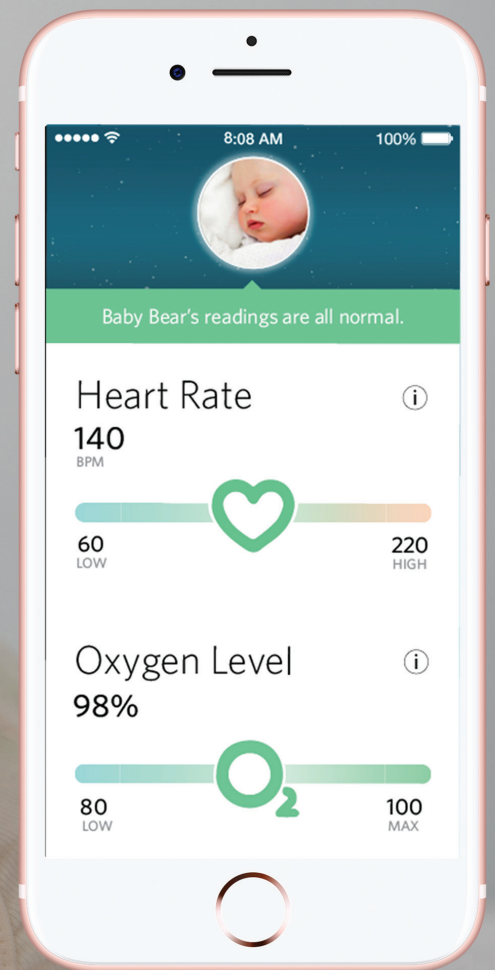 8:08 AM 100%
Baby Bear's readings are all normal.
Heart Rate i
140
BPM
60 220
LOW HIGH
Oxygen Level i
98%
O2
80 100
LOW MAX